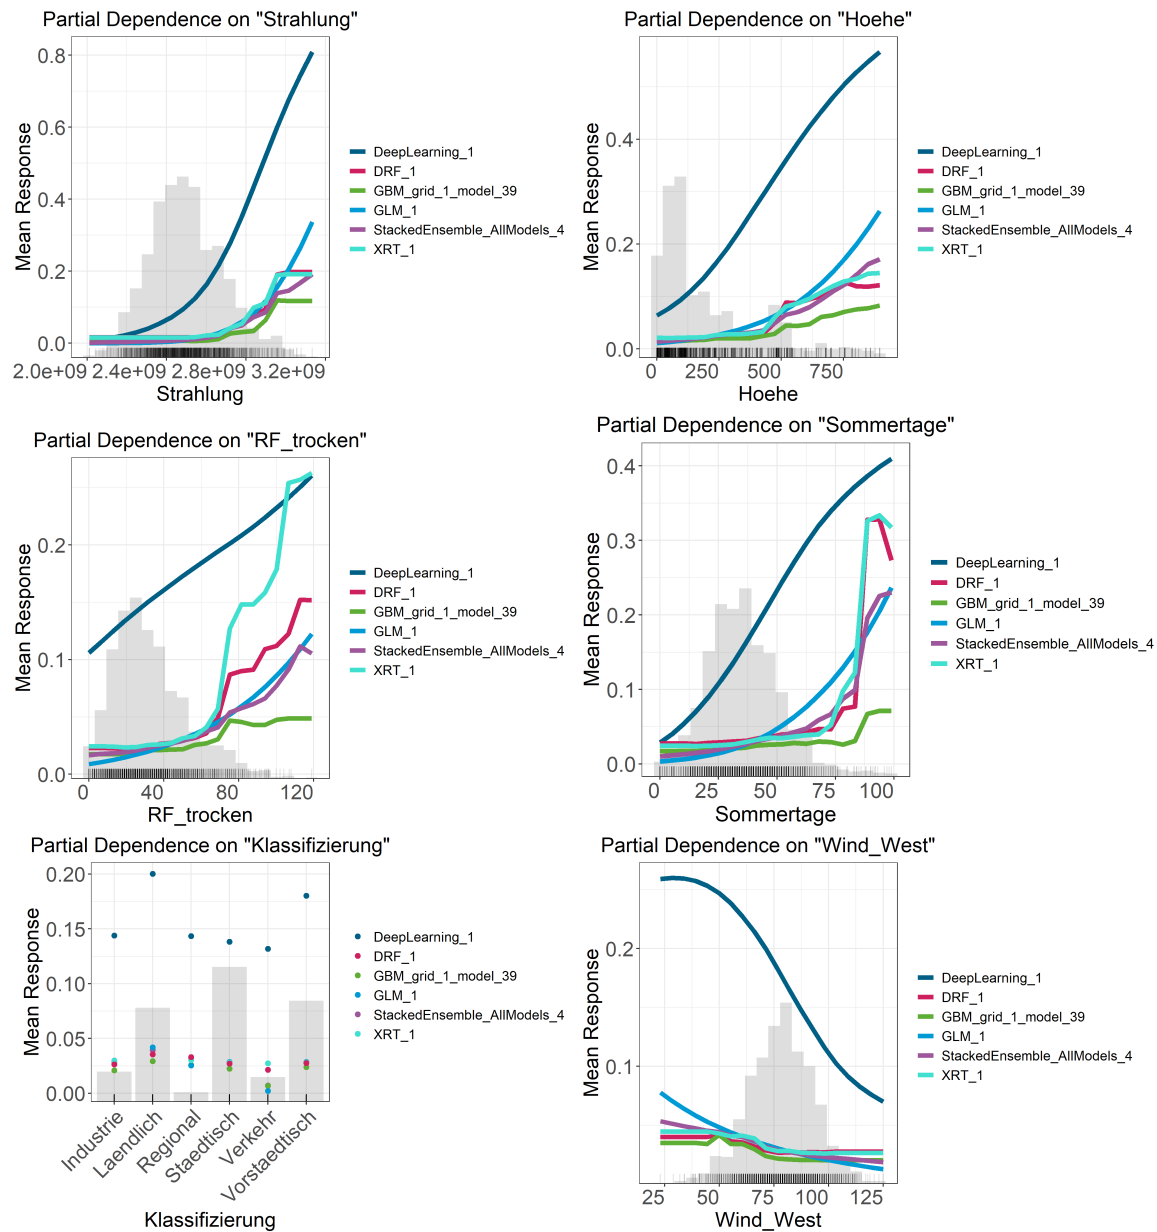 Partial Dependence on "Strahlung"
Mean Response
0.8
0.6
0.4
0.2
0.0
2.0e+09 2.4e+09 2.8e+09 3.2e+09
Strahlung
DeepLearning_1
DRF_1
GBM_grid_1_model_39
GLM_1
StackedEnsemble_AllModels_4
XRT_1
Partial Dependence on "Hoehe"
Mean Response
0.4
0.2
0.0
0 250 500 750
Hoehe
DeepLearning_1
DRF_1
GBM_grid_1_model_39
GLM_1
StackedEnsemble_AllModels_4
XRT_1
Partial Dependence on "RF_trocken"
Mean Response
0.2
0.1
0.0
0 40 80 120
RF_trocken
DeepLearning_1
DRF_1
GBM_grid_1_model_39
GLM_1
StackedEnsemble_AllModels_4
XRT_1
Partial Dependence on "Sommertage"
Mean Response
0.4
0.3
0.2
0.1
0.0
0 25 50 75 100
Sommertage
DeepLearning_1
DRF_1
GBM_grid_1_model_39
GLM_1
StackedEnsemble_AllModels_4
XRT_1
Partial Dependence on "Klassifizierung"
Mean Response
0.20
0.15
0.10
0.05
0.00
Industrie
Laendlich
Regional
Staedtisch
Verkehr
Vorstaedtisch
Klassifizierung
DeepLearning_1
DRF_1
GBM_grid_1_model_39
GLM_1
StackedEnsemble_AllModels_4
XRT_1
Partial Dependence on "Wind_West"
Mean Response
0.2
0.1
25 50 75 100 125
Wind_West
DeepLearning_1
DRF_1
GBM_grid_1_model_39
GLM_1
StackedEnsemble_AllModels_4
XRT_1